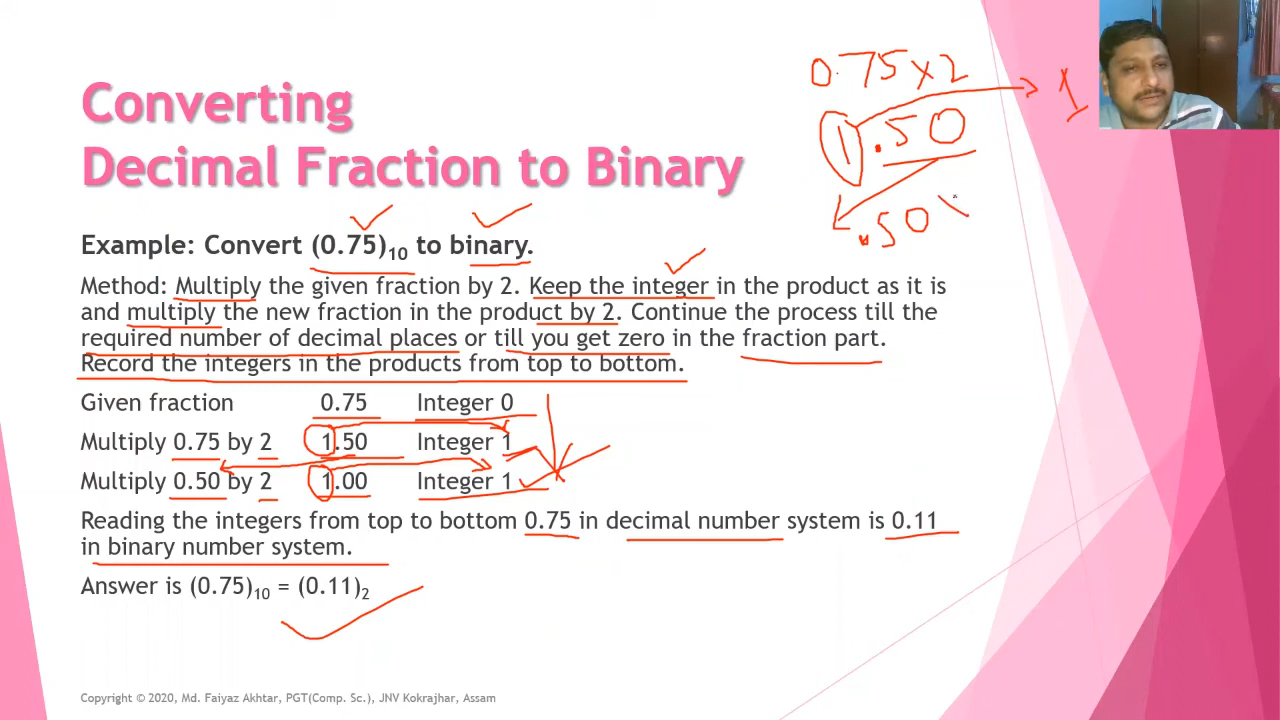 Converting
Decimal Fraction to Binary
0.75 x 2
1
1.50
.50
Example: Convert (0.75)10 to binary.
Method: Multiply the given fraction by 2. Keep the integer in the product as it is
and multiply the new fraction in the product by 2. Continue the process till the
required number of decimal places or till you get zero in the fraction part.
Record the integers in the products from top to bottom.
Given fraction 0.75 Integer 0
Multiply 0.75 by 2 1.50 Integer 1
Multiply 0.50 by 2 1.00 Integer 1
Reading the integers from top to bottom 0.75 in decimal number system is 0.11
in binary number system.
Answer is (0.75)10 = (0.11)2
Copyright © 2020, Md. Faiyaz Akhtar, PGT(Comp. Sc.), JNV Kokrajhar, Assam